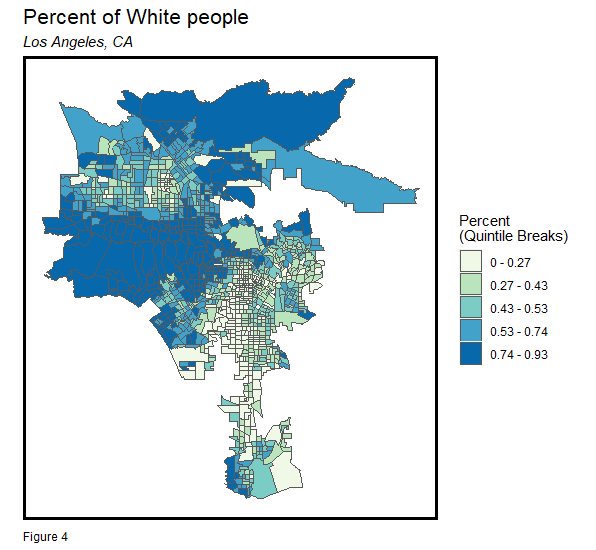 Percent of White people
Los Angeles, CA
Percent
(Quintile Breaks)
0 - 0.27
0.27 - 0.43
0.43 - 0.53
0.53 - 0.74
0.74 - 0.93
Figure 4